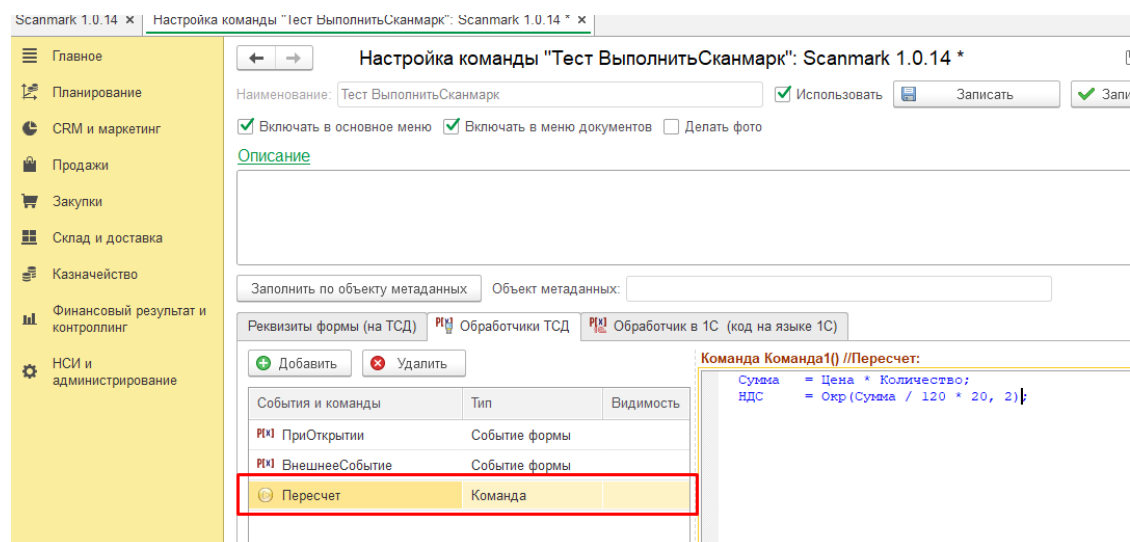 Scanmark 1.0.14 × Настройка команды "Тест ВыполнитьСканмарк": Scanmark 1.0.14 * ×
Главное
Планирование
CRM и маркетинг
Продажи
Закупки
Склад и доставка
Казначейство
Финансовый результат и
контроллинг
НСИ и
администрирование
Настройка команды "Тест ВыполнитьСканмарк": Scanmark 1.0.14 *
Наименование: Тест ВыполнитьСканмарк Использовать Записать
Включать в основное меню Включать в меню документов Делать фото
Описание
Заполнить по объекту метаданных Объект метаданных:
Реквизиты формы (на ТСД) Обработчики ТСД Обработчик в 1С (код на языке 1С)
Добавить Удалить
События и команды Тип Видимость
ПриОткрытии Событие формы
ВнешнееСобытие Событие формы
Пересчет Команда
Команда Команда1() //Пересчет:
Сумма = Цена * Количество;
НДС = Окр(Сумма / 120 * 20, 2);